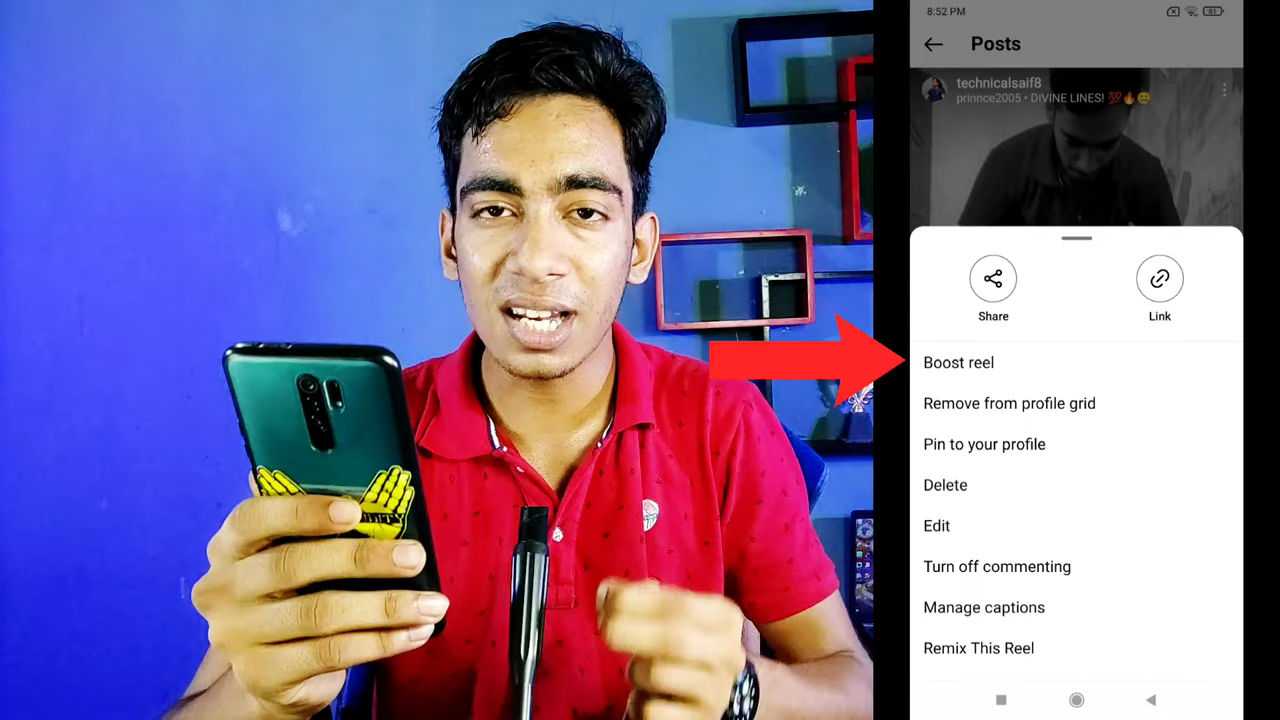 8:52 PM
81
Posts
technicalsaif8
prinnce2005 • DIVINE LINES! 💯🔥😐
Share
Link
Boost reel
Remove from profile grid
Pin to your profile
Delete
Edit
Turn off commenting
Manage captions
Remix This Reel